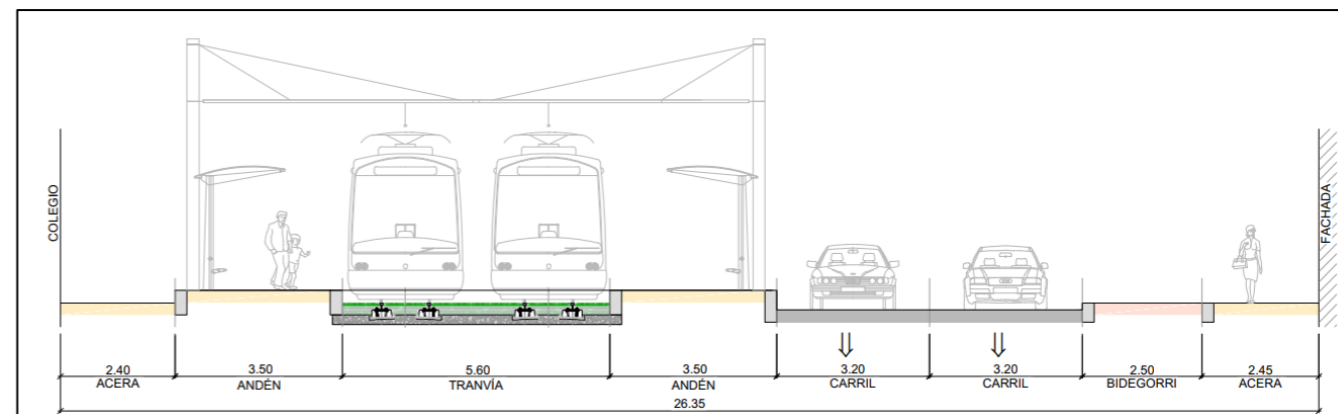 COLEGIO
FACHADA
2.40 3.50 5.60 3.50 3.20 3.20 2.50 2.45
ACERA ANDÉN TRANVÍA ANDÉN CARRIL CARRIL BIDEGORRI ACERA
26.35